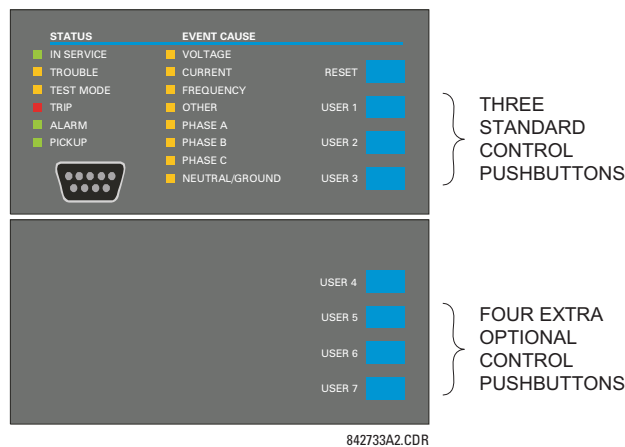 STATUS EVENT CAUSE
IN SERVICE VOLTAGE
TROUBLE CURRENT RESET
TEST MODE FREQUENCY
TRIP OTHER USER 1
ALARM PHASE A
PICKUP PHASE B USER 2
PHASE C
NEUTRAL/GROUND USER 3
THREE
STANDARD
CONTROL
PUSHBUTTONS
USER 4
USER 5
USER 6
USER 7
FOUR EXTRA
OPTIONAL
CONTROL
PUSHBUTTONS
842733A2.CDR